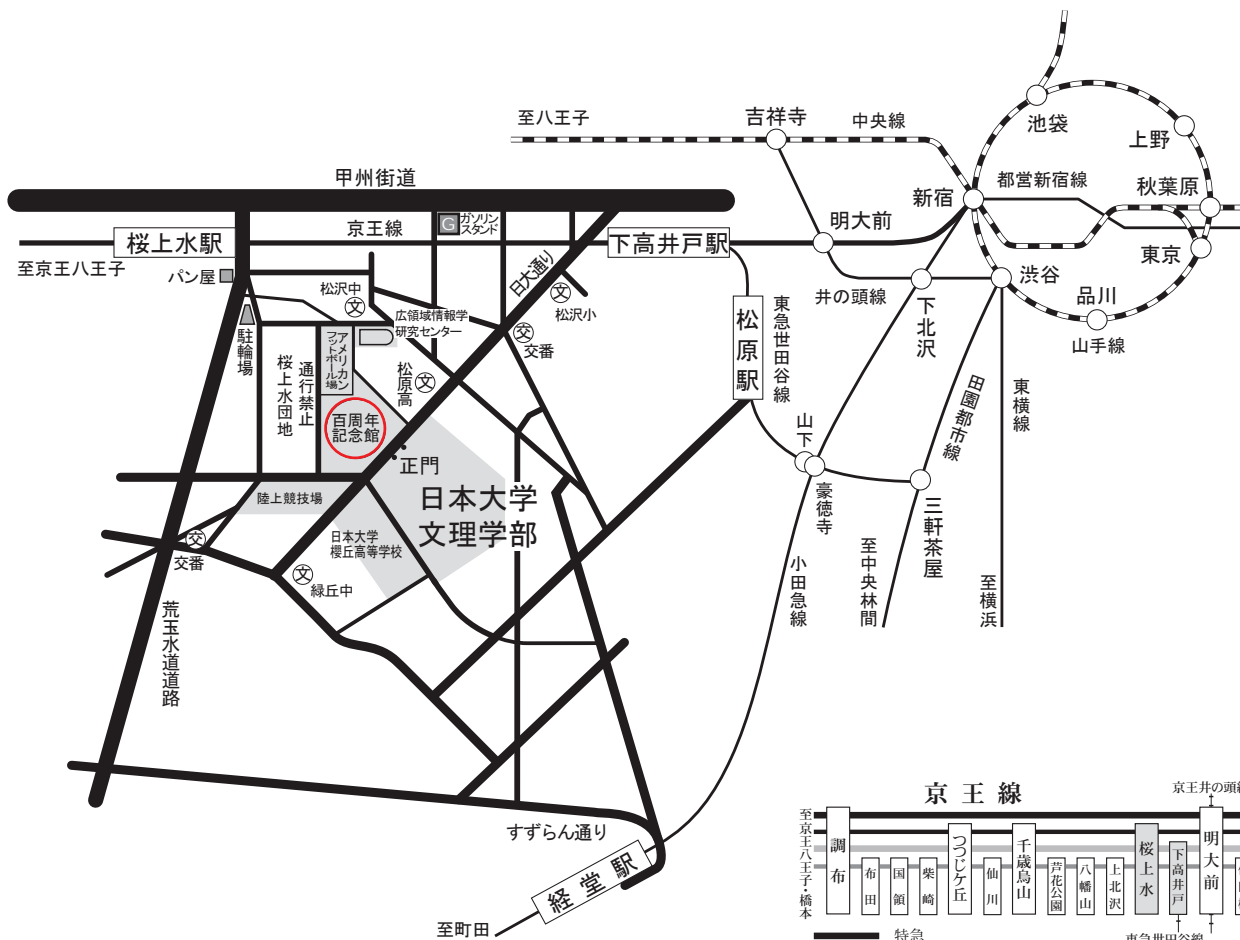 池袋
上野
秋葉原
東京
品川
山手線
渋谷
新宿
都営新宿線
吉祥寺
中央線
至八王子
明大前
井の頭線
下北沢
東横線
田園都市線
至横浜
三軒茶屋
至中央林間
山下
豪徳寺
小田急線
東急世田谷線
松原駅
下高井戸駅
甲州街道
京王線
桜上水駅
至京王八王子
パン屋
G
ガソリン
スタンド
日大通り
文
松沢小
松沢中
文
広領域情報学
研究センター
交
交番
駐輪場
アメリカン
フットボール場
松原高
文
桜上水団地
通行禁止
百周年
記念館
正門
日本大学
文理学部
陸上競技場
日本大学
櫻丘高等学校
交
交番
文
緑丘中
荒玉水道道路
すずらん通り
経堂駅
至町田
京王線
京王井の頭線
至京王八王子・橋本
調布
布田
国領
柴崎
つつじケ丘
仙川
千歳烏山
芦花公園
八幡山
上北沢
桜上水
下高井戸
明大前
特急
東急世田谷線